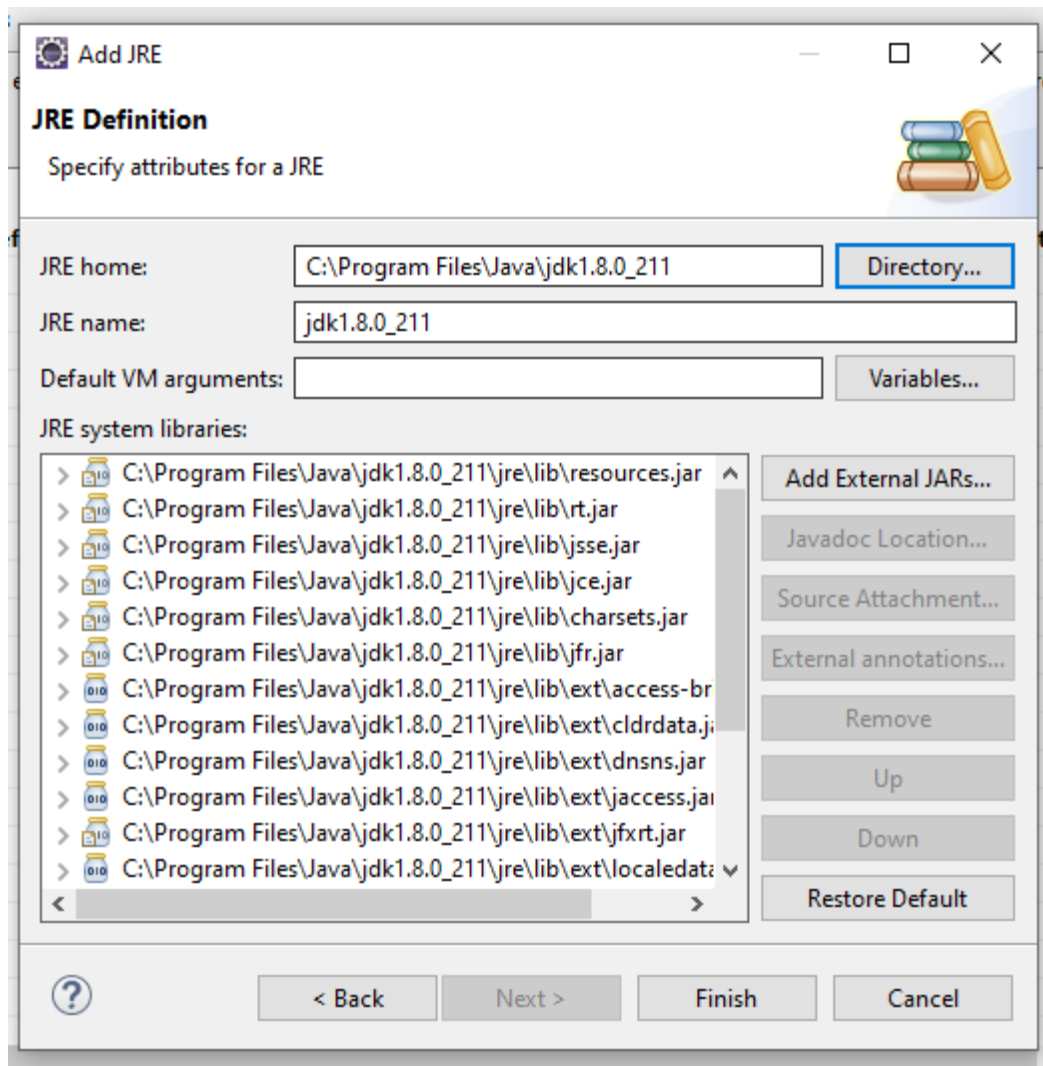 Add JRE
JRE Definition
Specify attributes for a JRE
JRE home: C:\Program Files\Java\jdk1.8.0_211 Directory...
JRE name: jdk1.8.0_211
Default VM arguments: Variables...
JRE system libraries:
C:\Program Files\Java\jdk1.8.0_211\jre\lib\resources.jar Add External JARs...
C:\Program Files\Java\jdk1.8.0_211\jre\lib\rt.jar
C:\Program Files\Java\jdk1.8.0_211\jre\lib\jsse.jar Javadoc Location...
C:\Program Files\Java\jdk1.8.0_211\jre\lib\jce.jar
C:\Program Files\Java\jdk1.8.0_211\jre\lib\charsets.jar Source Attachment...
C:\Program Files\Java\jdk1.8.0_211\jre\lib\jfr.jar External annotations...
C:\Program Files\Java\jdk1.8.0_211\jre\lib\ext\access-br
C:\Program Files\Java\jdk1.8.0_211\jre\lib\ext\cldrdata.j Remove
C:\Program Files\Java\jdk1.8.0_211\jre\lib\ext\dnsns.jar
C:\Program Files\Java\jdk1.8.0_211\jre\lib\ext\jaccess.ja Up
C:\Program Files\Java\jdk1.8.0_211\jre\lib\ext\jfxrt.jar Down
C:\Program Files\Java\jdk1.8.0_211\jre\lib\ext\localedata
Restore Default
? < Back Next > Finish Cancel